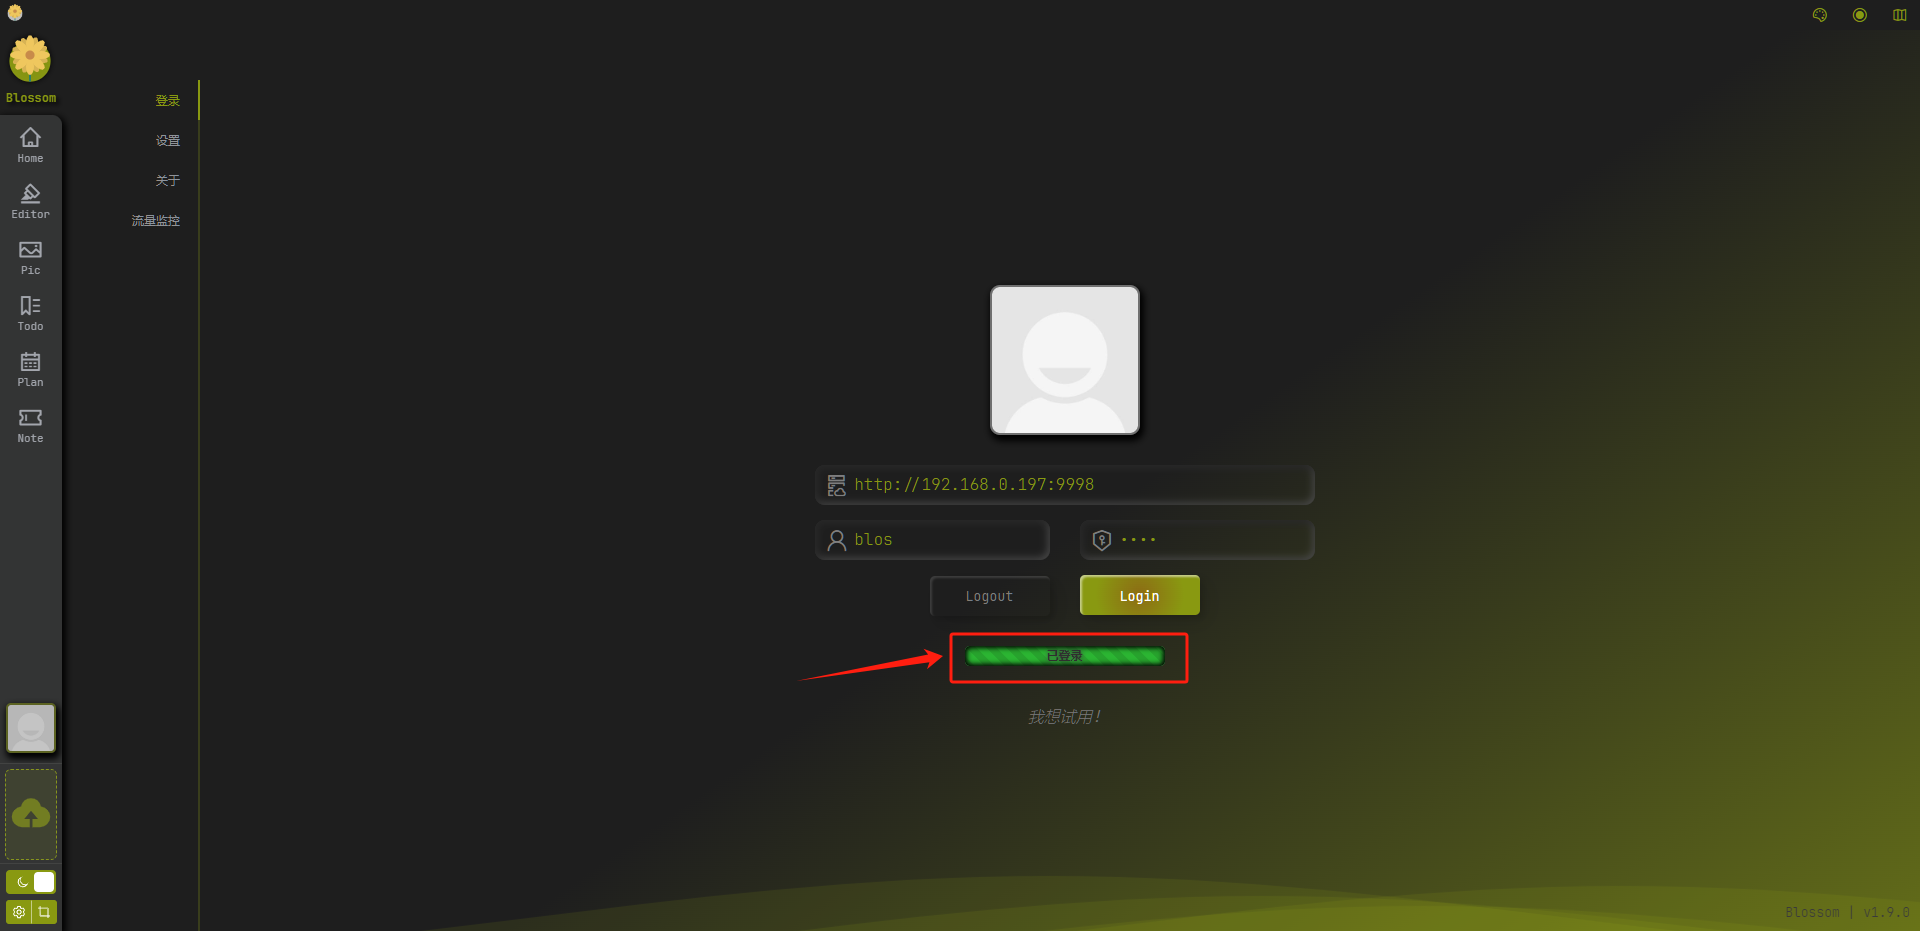 Blossom
Home
Editor
Pic
Todo
Plan
Note
登录
设置
关于
流量监控
http://192.168.0.197:9998
blos
••••
Logout
Login
已登录
我想试用!
Blossom | v1.9.0